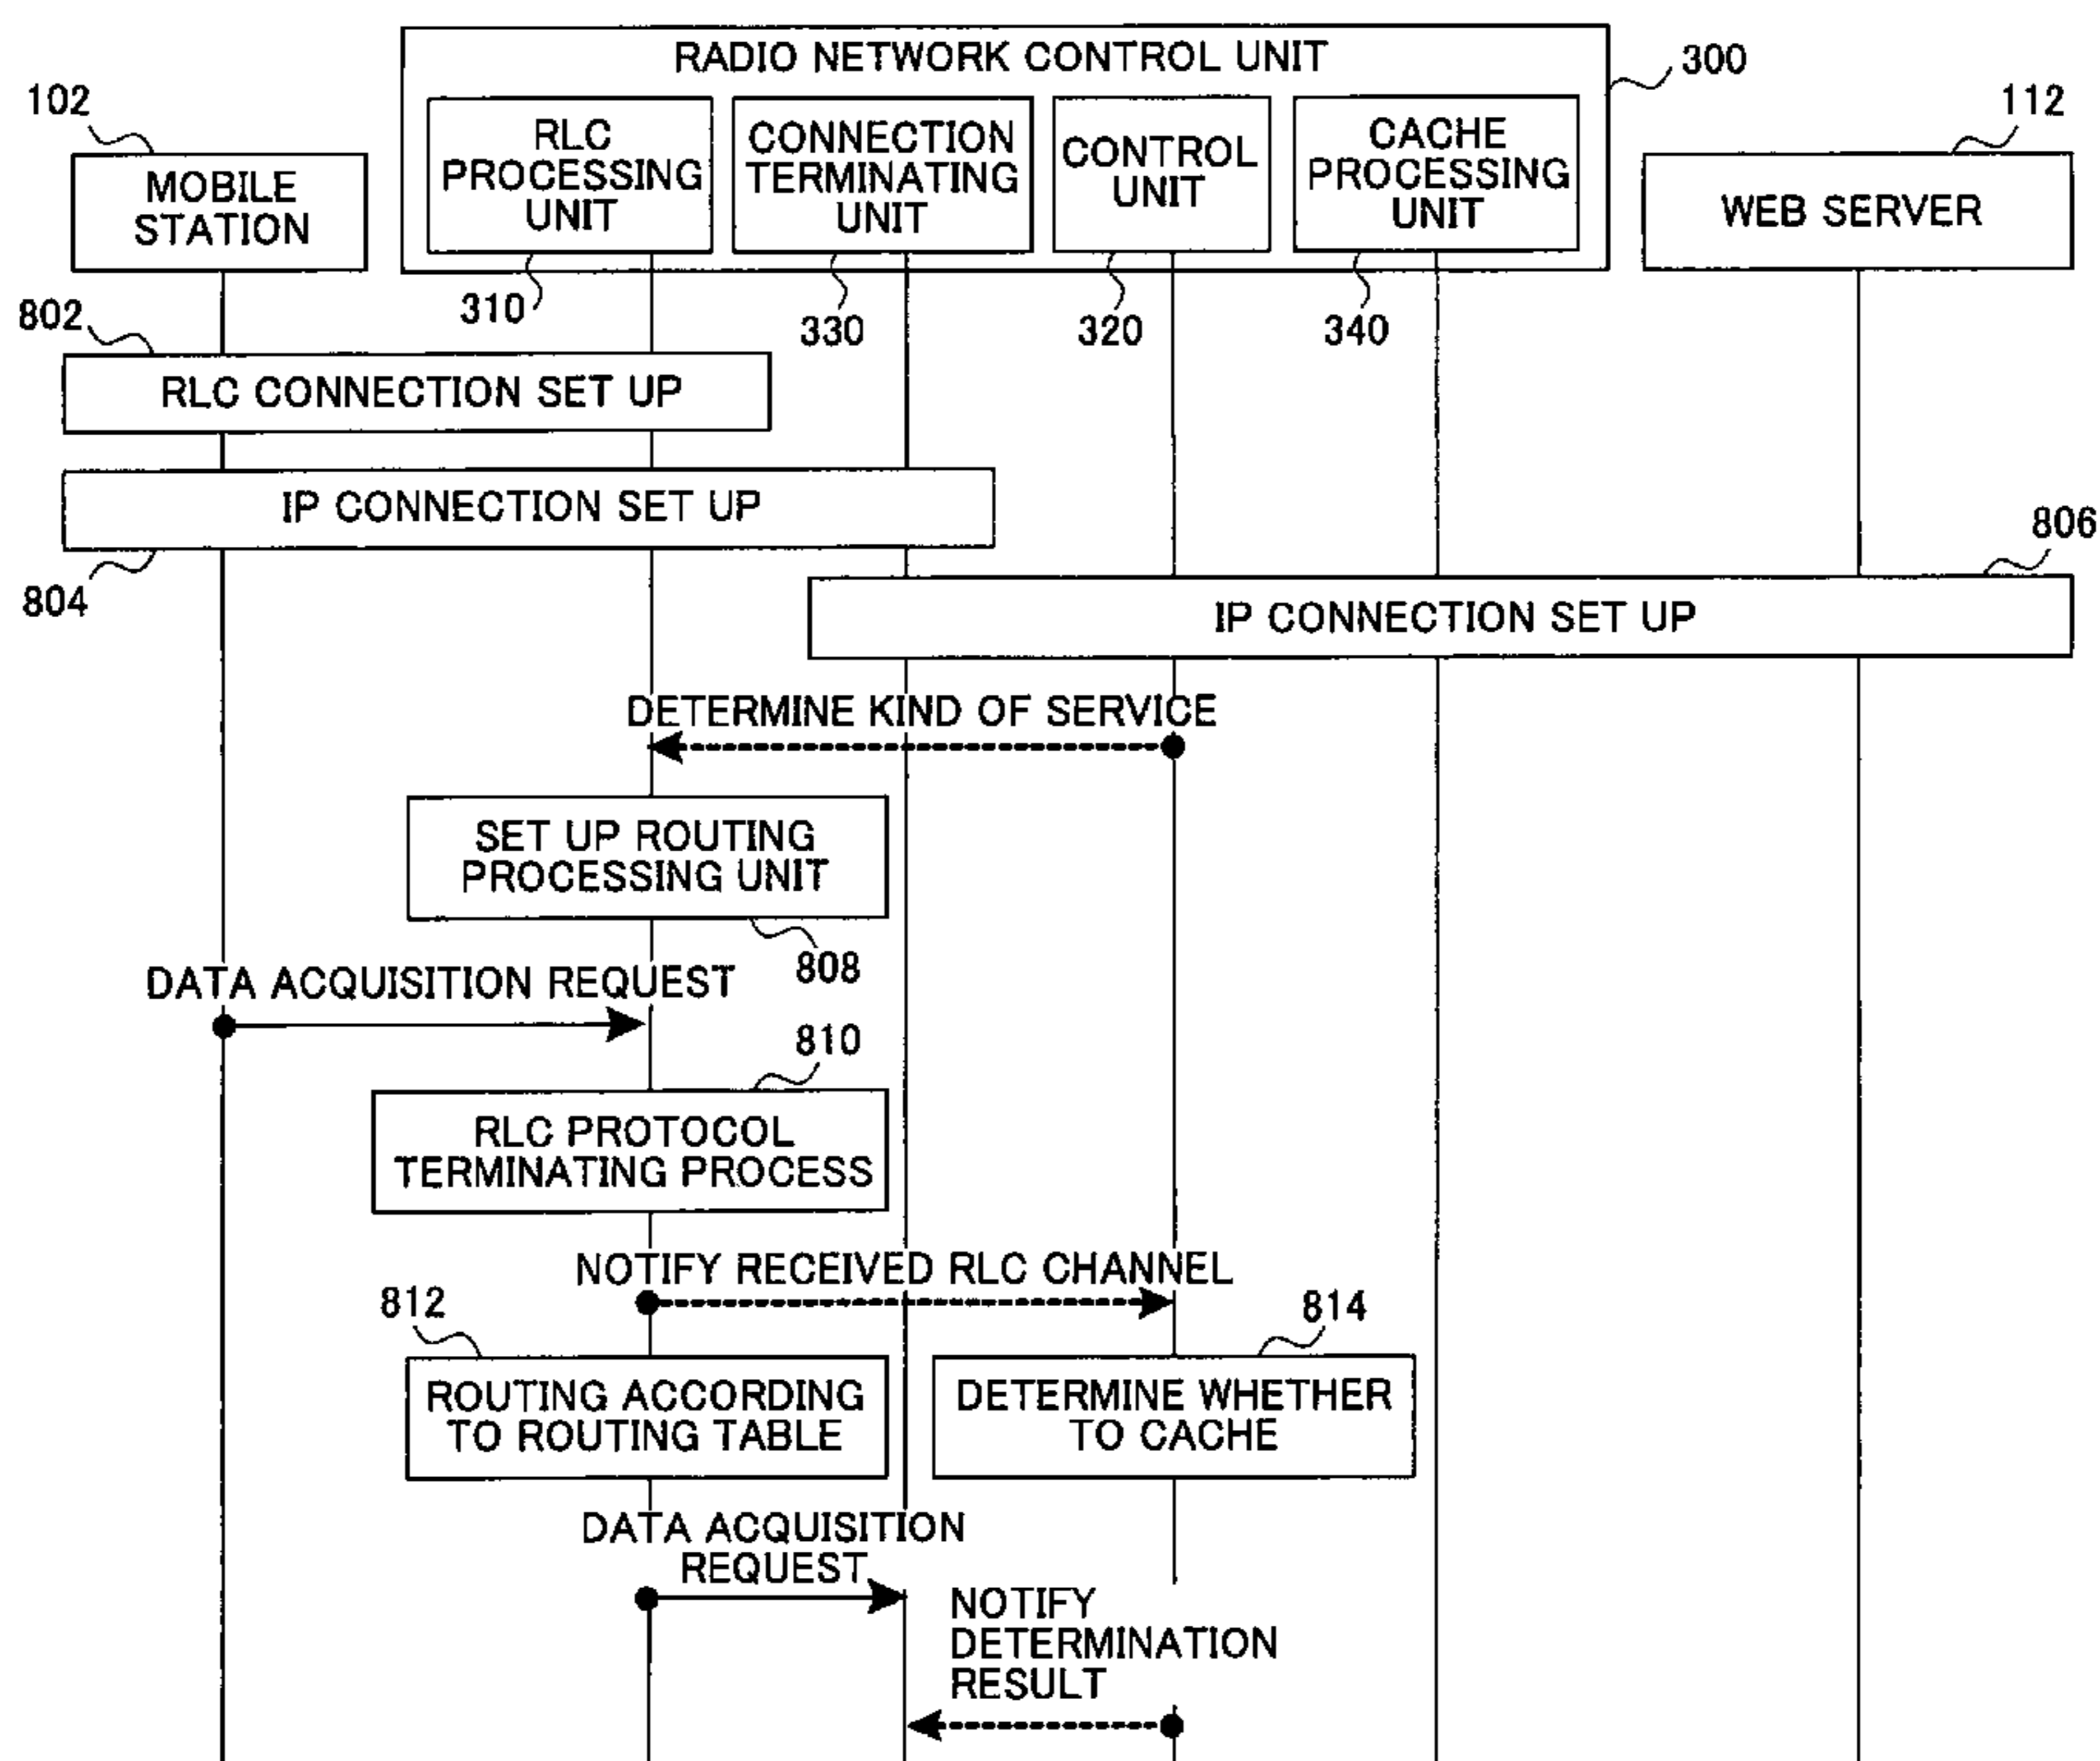 RADIO NETWORK CONTROL UNIT
300
102
112
MOBILE
STATION
RLC
PROCESSING
UNIT
CONNECTION
TERMINATING
UNIT
CONTROL
UNIT
CACHE
PROCESSING
UNIT
WEB SERVER
310
330
320
340
802
RLC CONNECTION SET UP
IP CONNECTION SET UP
804
806
IP CONNECTION SET UP
DETERMINE KIND OF SERVICE
SET UP ROUTING
PROCESSING UNIT
808
DATA ACQUISITION REQUEST
810
RLC PROTOCOL
TERMINATING PROCESS
NOTIFY RECEIVED RLC CHANNEL
812
814
ROUTING ACCORDING
TO ROUTING TABLE
DETERMINE WHETHER
TO CACHE
DATA ACQUISITION
REQUEST
NOTIFY
DETERMINATION
RESULT